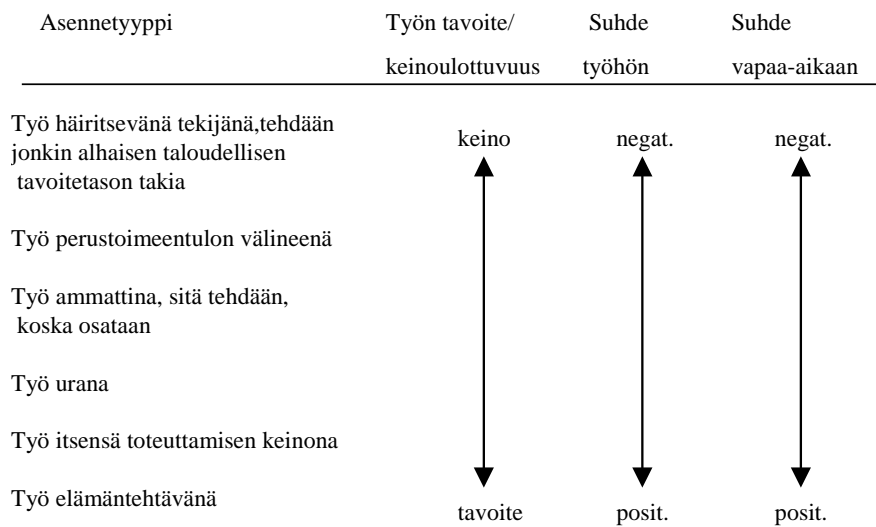 Asennetyyppi Työn tavoite/ Suhde Suhde
keinoulottuvuus työhön vapaa-aikaan
Työ häiritsevänä tekijänä,tehdään
jonkin alhaisen taloudellisen keino negat. negat.
tavoitetason takia
Työ perustoimeentulon välineenä
Työ ammattina, sitä tehdään,
koska osataan
Työ urana
Työ itsensä toteuttamisen keinona
Työ elämäntehtävänä
tavoite posit. posit.